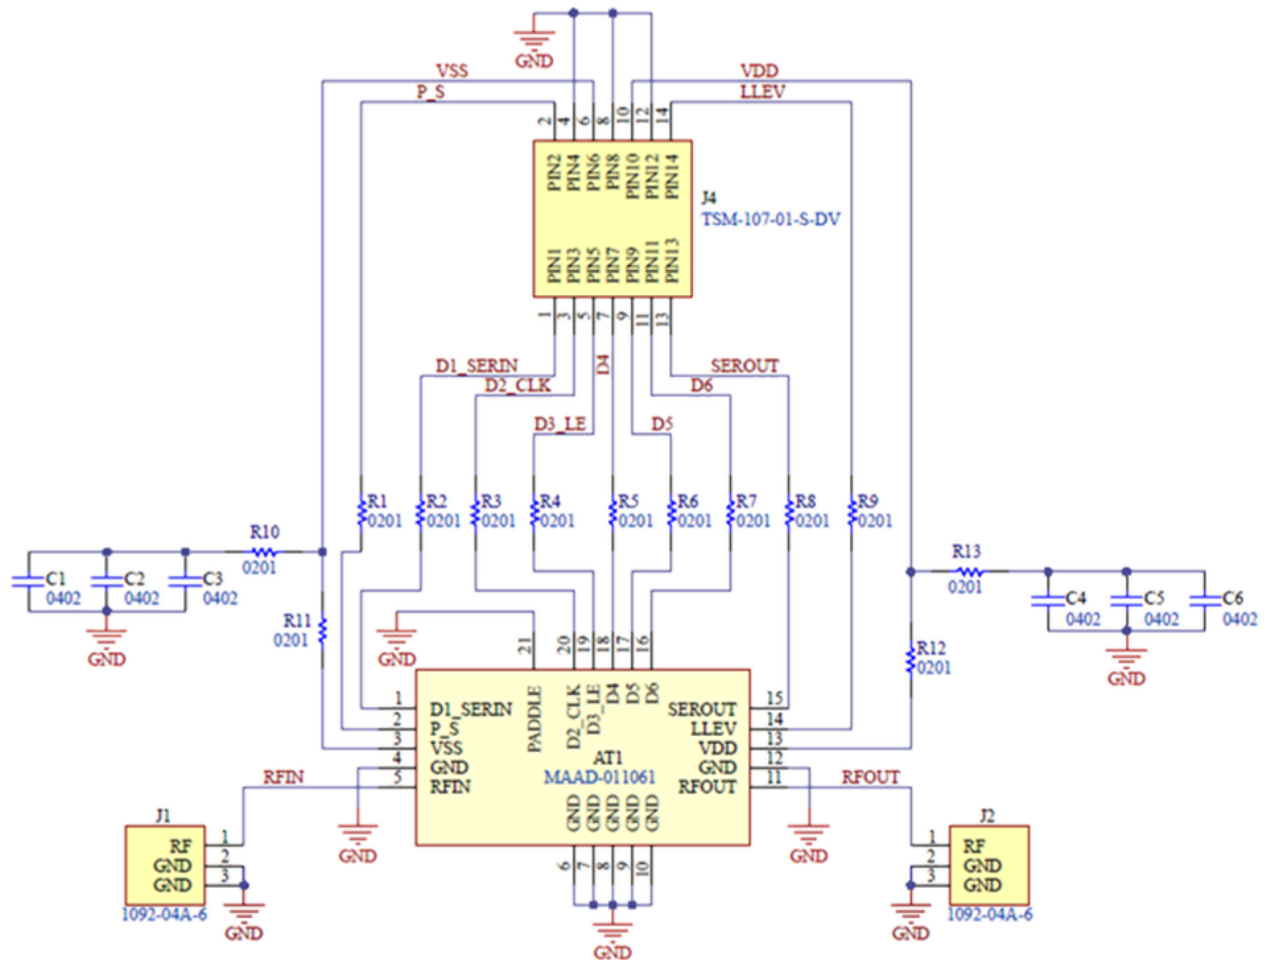 GND
VSS
VDD
P_S
LLEV
2
4
6
8
10
12
14
PIN2
PIN4
PIN6
PIN8
PIN10
PIN12
PIN14
J4
TSM-107-01-S-DV
PIN1
PIN3
PIN5
PIN7
PIN9
PIN11
PIN13
1
3
5
7
9
11
13
D1_SERIN
D4
SEROUT
D2_CLK
D6
D3_LE
D5
R1
0201
R2
0201
R3
0201
R4
0201
R5
0201
R6
0201
R7
0201
R8
0201
R9
0201
R10
0201
R13
0201
C1
0402
C2
0402
C3
0402
C4
0402
C5
0402
C6
0402
R11
0201
R12
0201
GND
GND
GND
21
20
19
18
17
16
PADDLE
D2_CLK
D3_LE
D4
D5
D6
1
D1_SERIN
2
P_S
3
VSS
4
GND
5
RFIN
SEROUT
15
LLEV
14
VDD
13
GND
12
RFOUT
11
AT1
MAAD-011061
GND
GND
GND
GND
GND
6
7
8
9
10
GND
RFIN
RFOUT
GND
GND
J1
RF
1
GND
2
GND
3
1092-04A-6
GND
J2
1
RF
2
GND
3
GND
1092-04A-6
GND